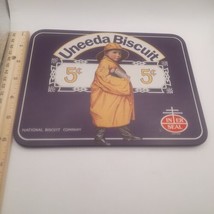 Uneeda Biscuit
5¢ 5¢
NATIONAL BISCUIT COMPANY
IN ER
SEAL